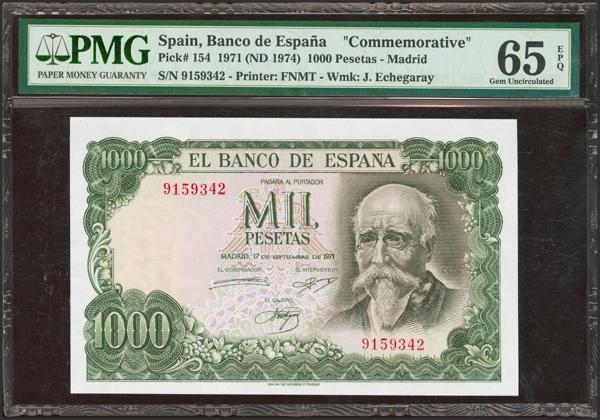 PMG
PAPER MONEY GUARANTY
Spain, Banco de España "Commemorative"
Pick# 154 1971 (ND 1974) 1000 Pesetas - Madrid
S/N 9159342 - Printer: FNMT - Wmk: J. Echegaray
65 EPQ
Gem Uncirculated
1000 1000
EL BANCO DE ESPAÑA
PAGARA AL PORTADOR
9159342
MIL
PESETAS
MADRID, 17 DE SEPTIEMBRE DE 1971
EL GOBERNADOR EL INTERVENTOR
EL CAJERO
1000
9159342